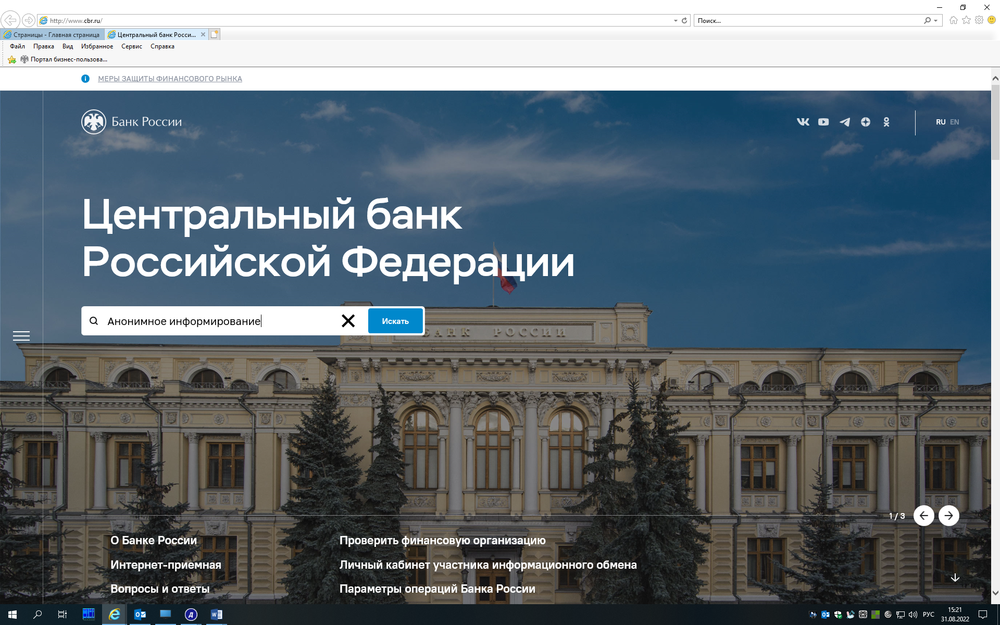 http://www.cbr.ru/
Поиск...
Страницы - Главная страница
Центральный банк Росси...
Файл Правка Вид Избранное Сервис Справка
Портал бизнес-пользова...
МЕРЫ ЗАЩИТЫ ФИНАНСОВОГО РЫНКА
Банк России
RU EN
Центральный банк
Российской Федерации
Анонимное информирование
Искать
БАНК РОССИИ
1 / 3
О Банке России
Проверить финансовую организацию
Интернет-приемная
Личный кабинет участника информационного обмена
Вопросы и ответы
Параметры операций Банка России
РУС
15:21
31.08.2022